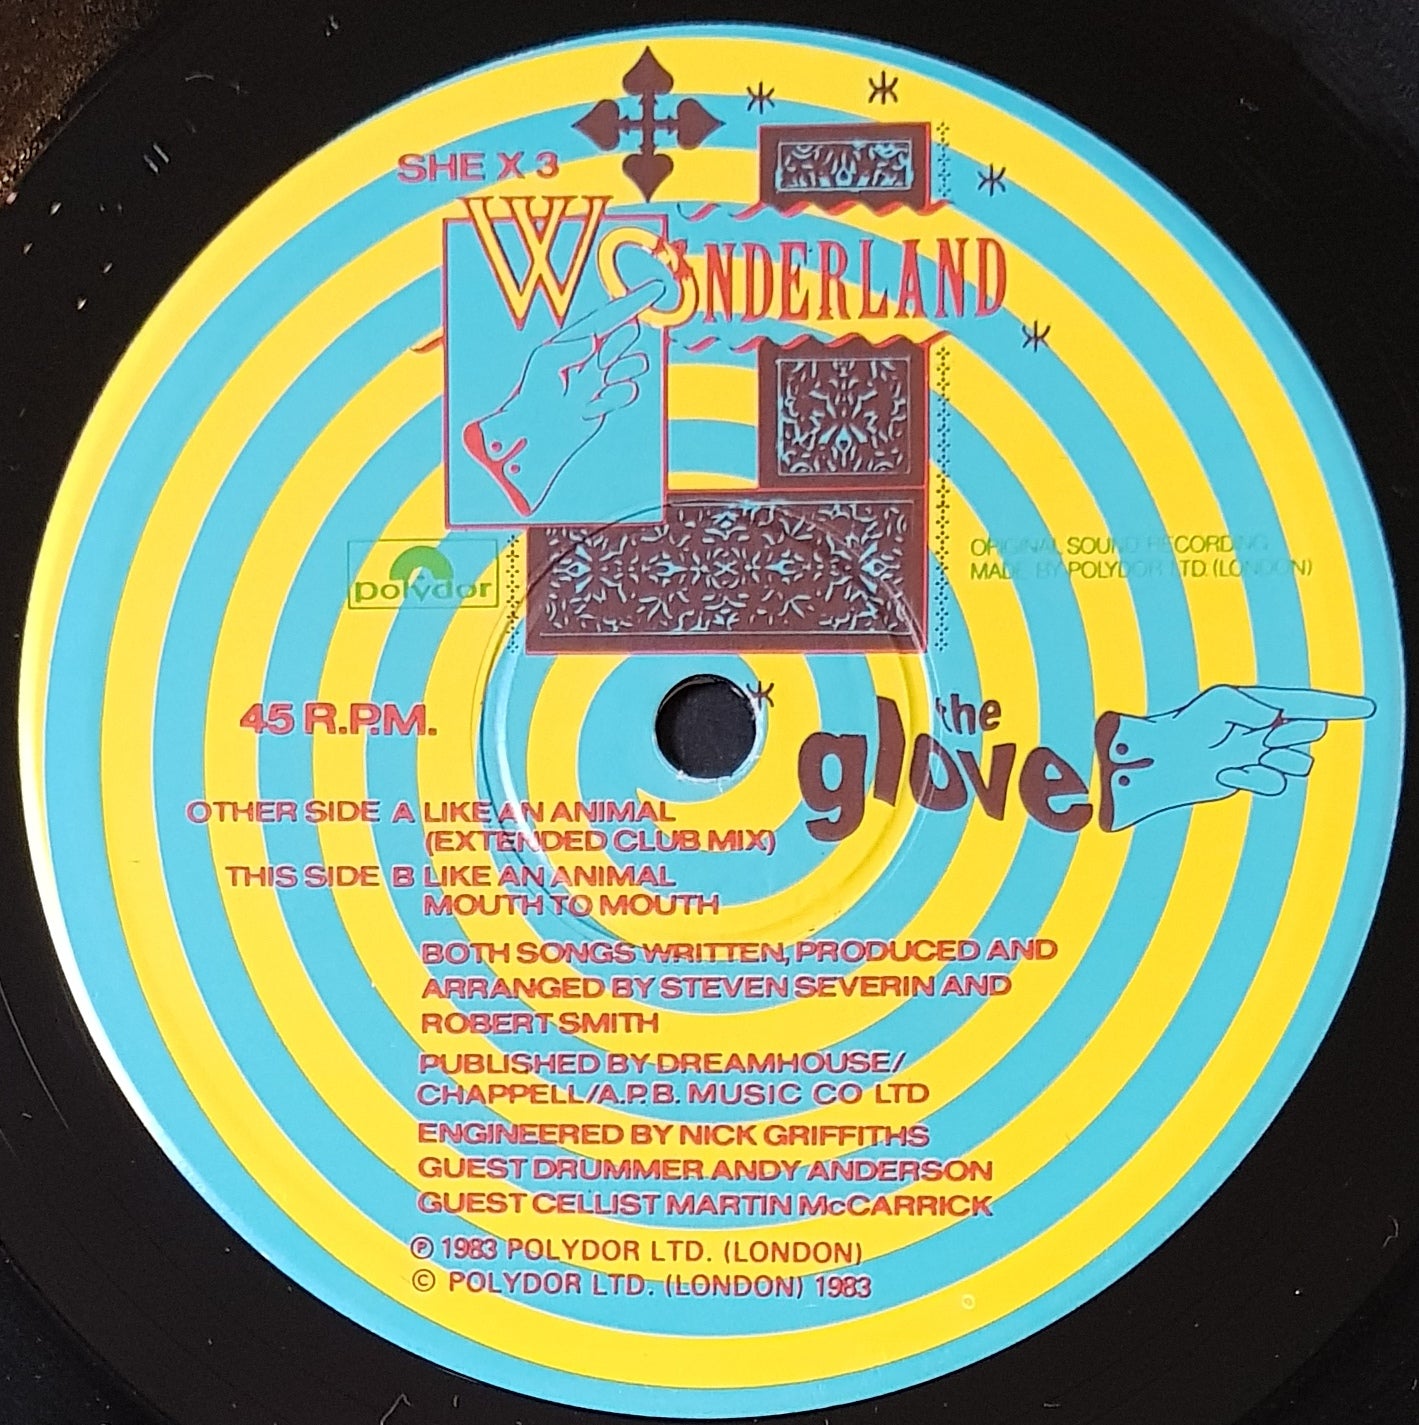 SHE X 3
WONDERLAND
polydor
ORIGINAL SOUND RECORDING
MADE BY POLYDOR LTD. (LONDON)
45 R.P.M.
the
glove
OTHER SIDE A LIKE AN ANIMAL
(EXTENDED CLUB MIX)
THIS SIDE B LIKE AN ANIMAL
MOUTH TO MOUTH
BOTH SONGS WRITTEN, PRODUCED AND
ARRANGED BY STEVEN SEVERIN AND
ROBERT SMITH
PUBLISHED BY DREAMHOUSE/
CHAPPELL/A.P.B. MUSIC CO LTD
ENGINEERED BY NICK GRIFFITHS
GUEST DRUMMER ANDY ANDERSON
GUEST CELLIST MARTIN McCARRICK
℗ 1983 POLYDOR LTD. (LONDON)
© POLYDOR LTD. (LONDON) 1983